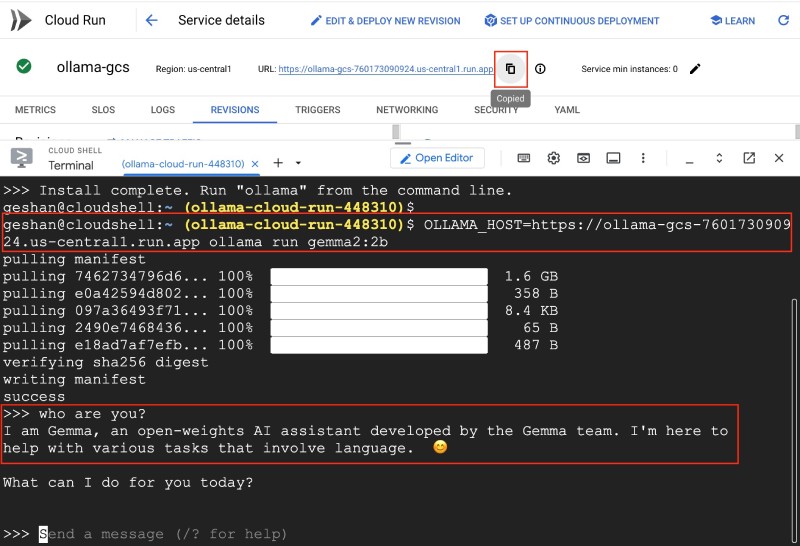 Cloud Run
Service details
EDIT & DEPLOY NEW REVISION
SET UP CONTINUOUS DEPLOYMENT
LEARN
ollama-gcs
Region: us-central1
URL: https://ollama-gcs-760173090924.us-central1.run.app
Service min instances: 0
Copied
METRICS SLOS LOGS REVISIONS TRIGGERS NETWORKING SECURITY YAML
CLOUD SHELL
Terminal
(ollama-cloud-run-448310)
Open Editor
>>> Install complete. Run "ollama" from the command line.
geshan@cloudshell:~ (ollama-cloud-run-448310)$
geshan@cloudshell:~ (ollama-cloud-run-448310)$ OLLAMA_HOST=https://ollama-gcs-7601730909
24.us-central1.run.app ollama run gemma2:2b
pulling manifest
pulling 7462734796d6... 100% 1.6 GB
pulling e0a42594d802... 100% 358 B
pulling 097a36493f71... 100% 8.4 KB
pulling 2490e7468436... 100% 65 B
pulling e18ad7af7efb... 100% 487 B
verifying sha256 digest
writing manifest
success
>>> who are you?
I am Gemma, an open-weights AI assistant developed by the Gemma team. I'm here to
help with various tasks that involve language. 😊
What can I do for you today?
>>> Send a message (/? for help)